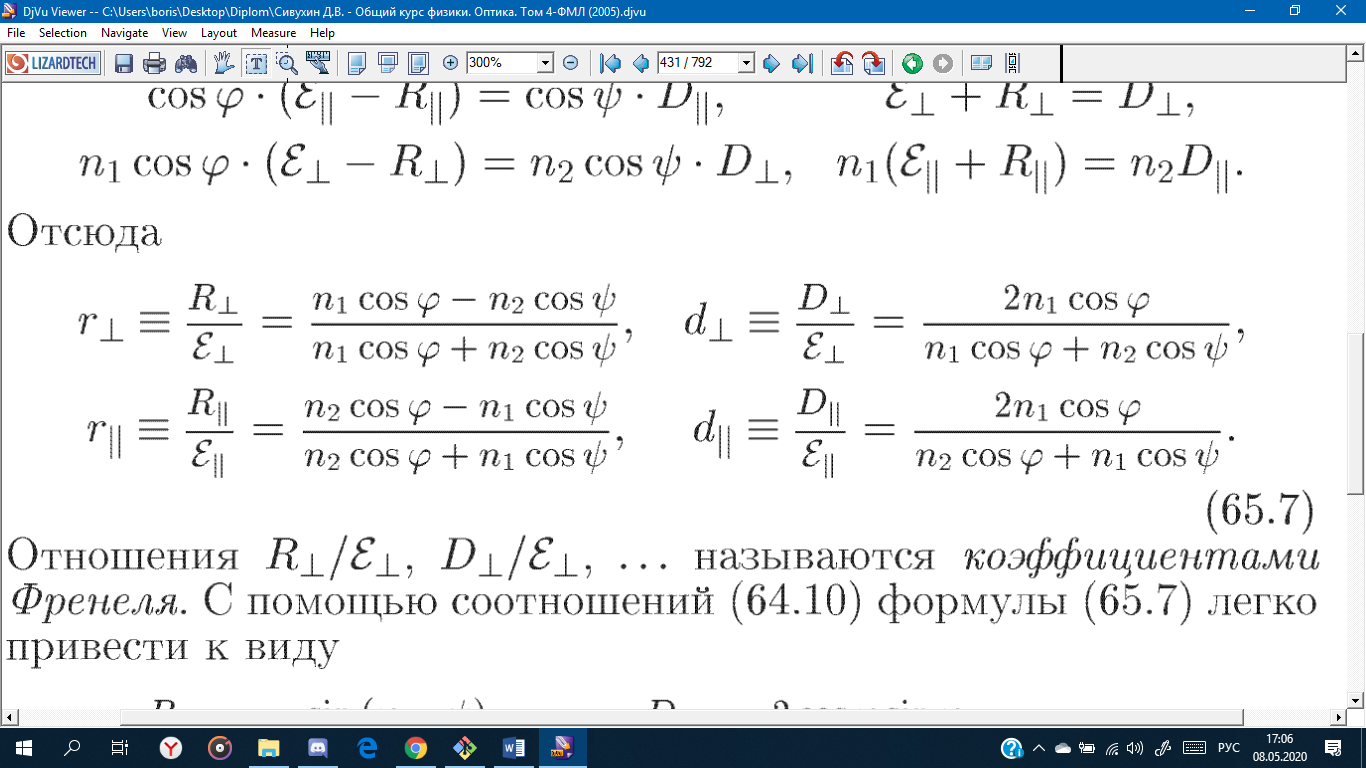 DjVu Viewer -- C:\Users\boris\Desktop\Diplom\Сивухин Д.В. - Общий курс физики. Оптика. Том 4-ФМЛ (2005).djvu
File Selection Navigate View Layout Measure Help
LIZARDTECH 300% 431 / 792
cos φ · (ℰ∥ − R∥) = cos ψ · D∥, ℰ⊥ + R⊥ = D⊥,
n₁ cos φ · (ℰ⊥ − R⊥) = n₂ cos ψ · D⊥, n₁(ℰ∥ + R∥) = n₂D∥.
Отсюда
r⊥ ≡ R⊥/ℰ⊥ = (n₁ cos φ − n₂ cos ψ)/(n₁ cos φ + n₂ cos ψ), d⊥ ≡ D⊥/ℰ⊥ = 2n₁ cos φ/(n₁ cos φ + n₂ cos ψ),
r∥ ≡ R∥/ℰ∥ = (n₂ cos φ − n₁ cos ψ)/(n₂ cos φ + n₁ cos ψ), d∥ ≡ D∥/ℰ∥ = 2n₁ cos φ/(n₂ cos φ + n₁ cos ψ).
(65.7)
Отношения R⊥/ℰ⊥, D⊥/ℰ⊥, … называются коэффициентами
Френеля. С помощью соотношений (64.10) формулы (65.7) легко
привести к виду
РУС
17:06
08.05.2020